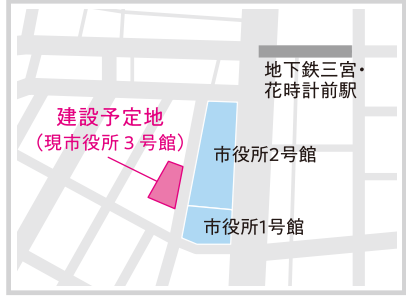 地下鉄三宮・
花時計前駅
建設予定地
（現市役所３号館）
市役所2号館
市役所1号館